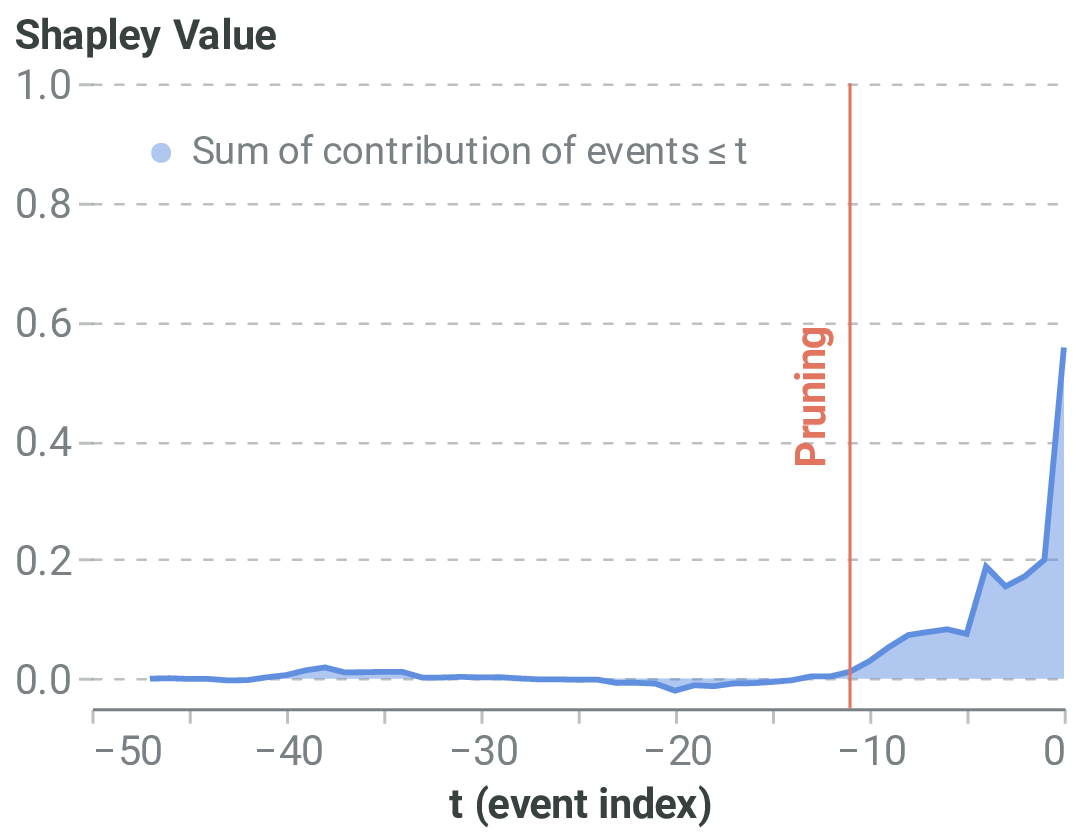 Shapley Value
1.0
Sum of contribution of events ≤ t
0.8
0.6
Pruning
0.4
0.2
0.0
−50 −40 −30 −20 −10 0
t (event index)